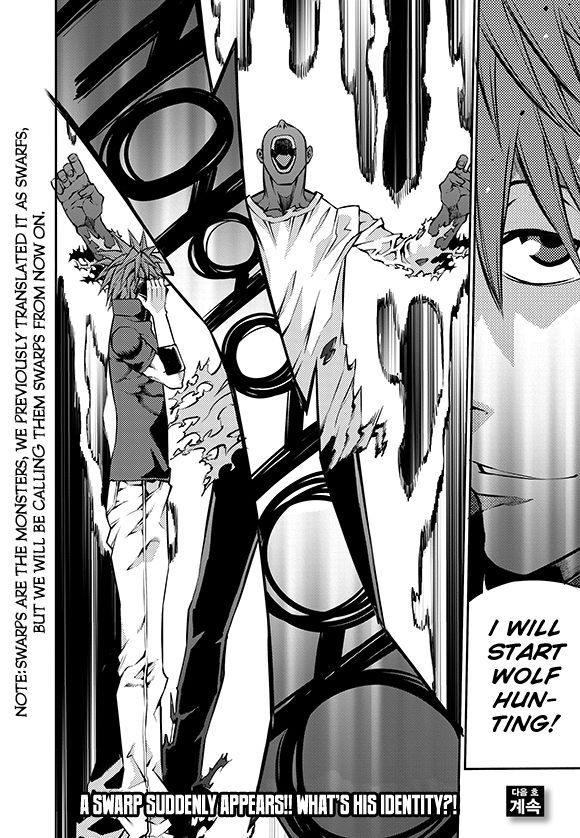 NOTE:SWARPS ARE THE MONSTERS, WE PREVIOUSLY TRANSLATED IT AS SWARFS,
BUT WE WILL BE CALLING THEM SWARPS FROM NOW ON.
I WILL
START
WOLF
HUN-
TING!
A SWARP SUDDENLY APPEARS!! WHAT'S HIS IDENTITY?!
다음 호
계속